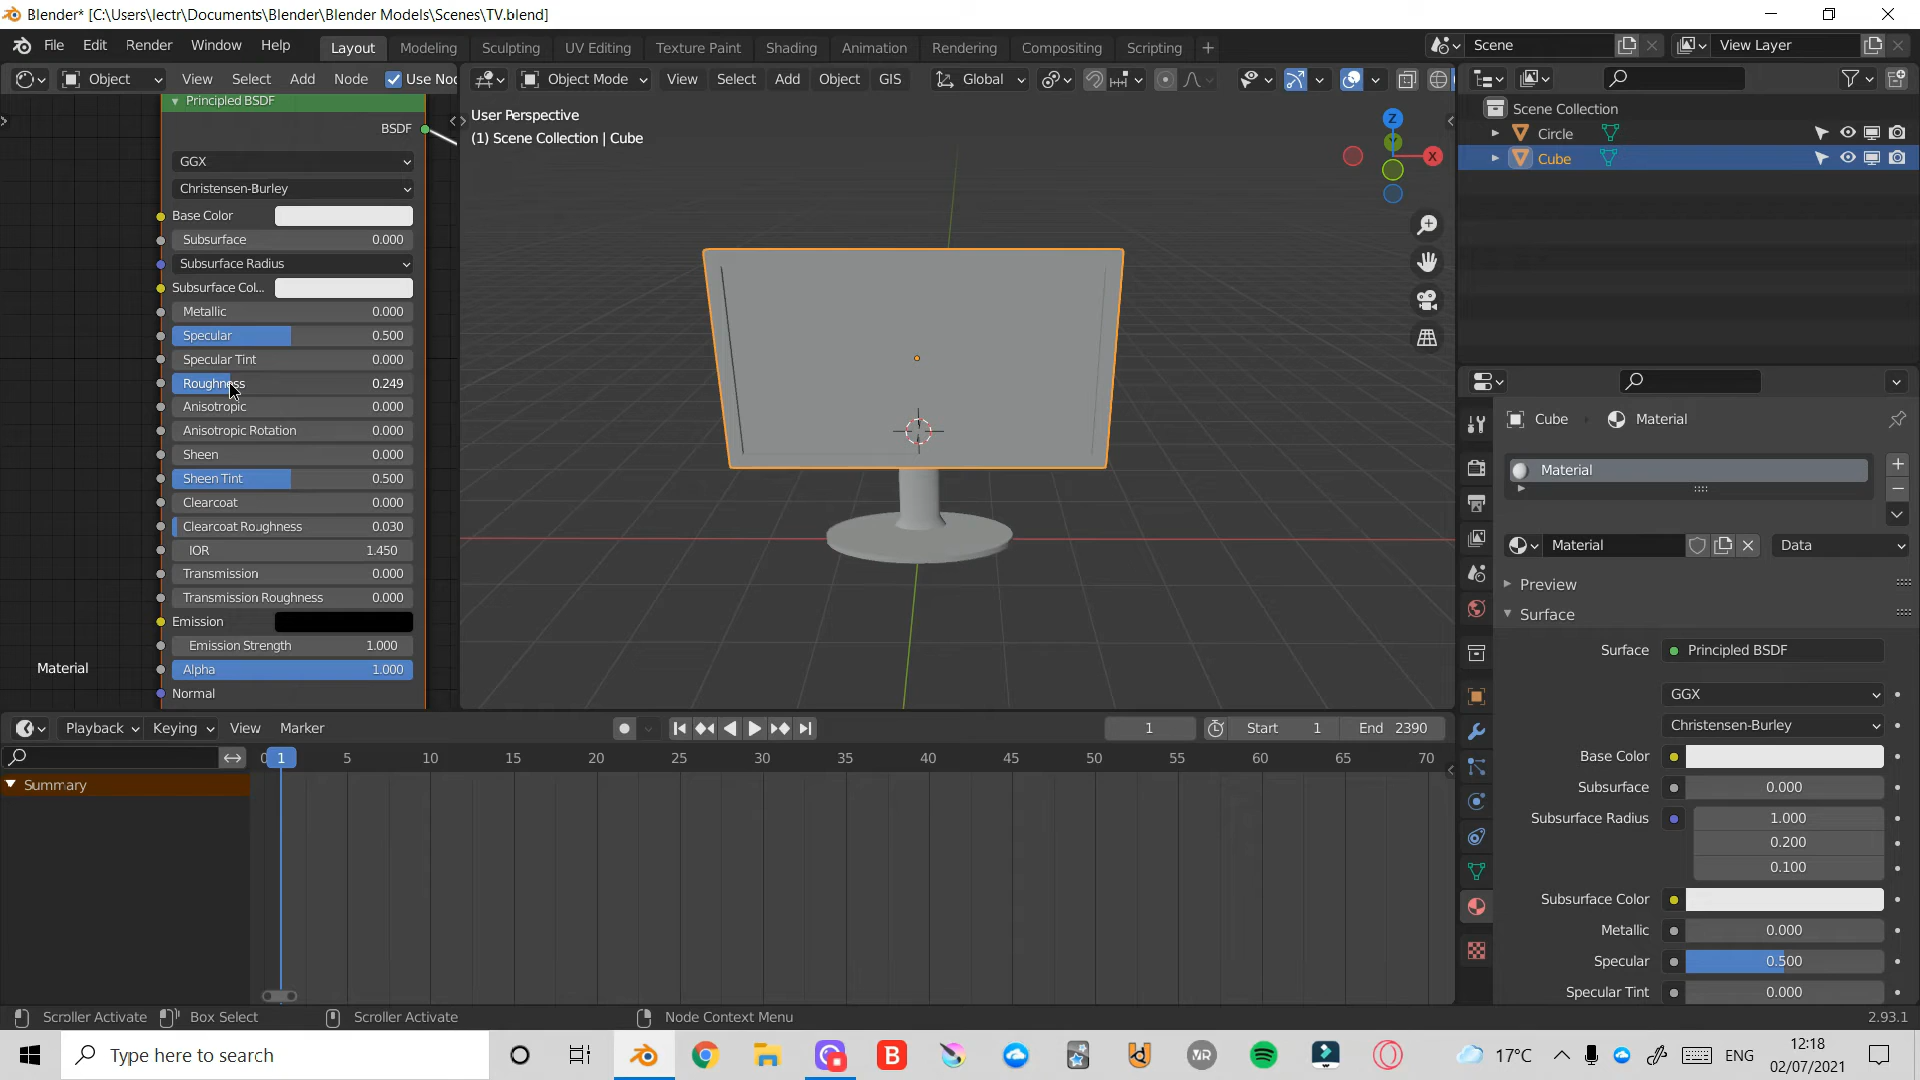 Blender* [C:\Users\lectr\Documents\Blender\Blender Models\Scenes\TV.blend]
File Edit Render Window Help Layout Modeling Sculpting UV Editing Texture Paint Shading Animation Rendering Compositing Scripting + Scene View Layer
Object View Select Add Node Use Noc Object Mode View Select Add Object GIS Global
Principled BSDF
BSDF
GGX
Christensen-Burley
Base Color
Subsurface 0.000
Subsurface Radius
Subsurface Col...
Metallic 0.000
Specular 0.500
Specular Tint 0.000
Roughness 0.249
Anisotropic 0.000
Anisotropic Rotation 0.000
Sheen 0.000
Sheen Tint 0.500
Clearcoat 0.000
Clearcoat Roughness 0.030
IOR 1.450
Transmission 0.000
Transmission Roughness 0.000
Emission
Emission Strength 1.000
Alpha 1.000
Normal
Material
User Perspective
(1) Scene Collection | Cube
Z
Y
X
Scene Collection
Circle
Cube
Cube Material
Material
Material Data
Preview
Surface
Surface Principled BSDF
GGX
Christensen-Burley
Base Color
Subsurface 0.000
Subsurface Radius 1.000
0.200
0.100
Subsurface Color
Metallic 0.000
Specular 0.500
Specular Tint 0.000
Playback Keying View Marker 1 Start 1 End 2390
0 1 5 10 15 20 25 30 35 40 45 50 55 60 65 70
Summary
Scroller Activate Box Select Scroller Activate Node Context Menu 2.93.1
Type here to search
B
VR
17°C
ENG
12:18
02/07/2021